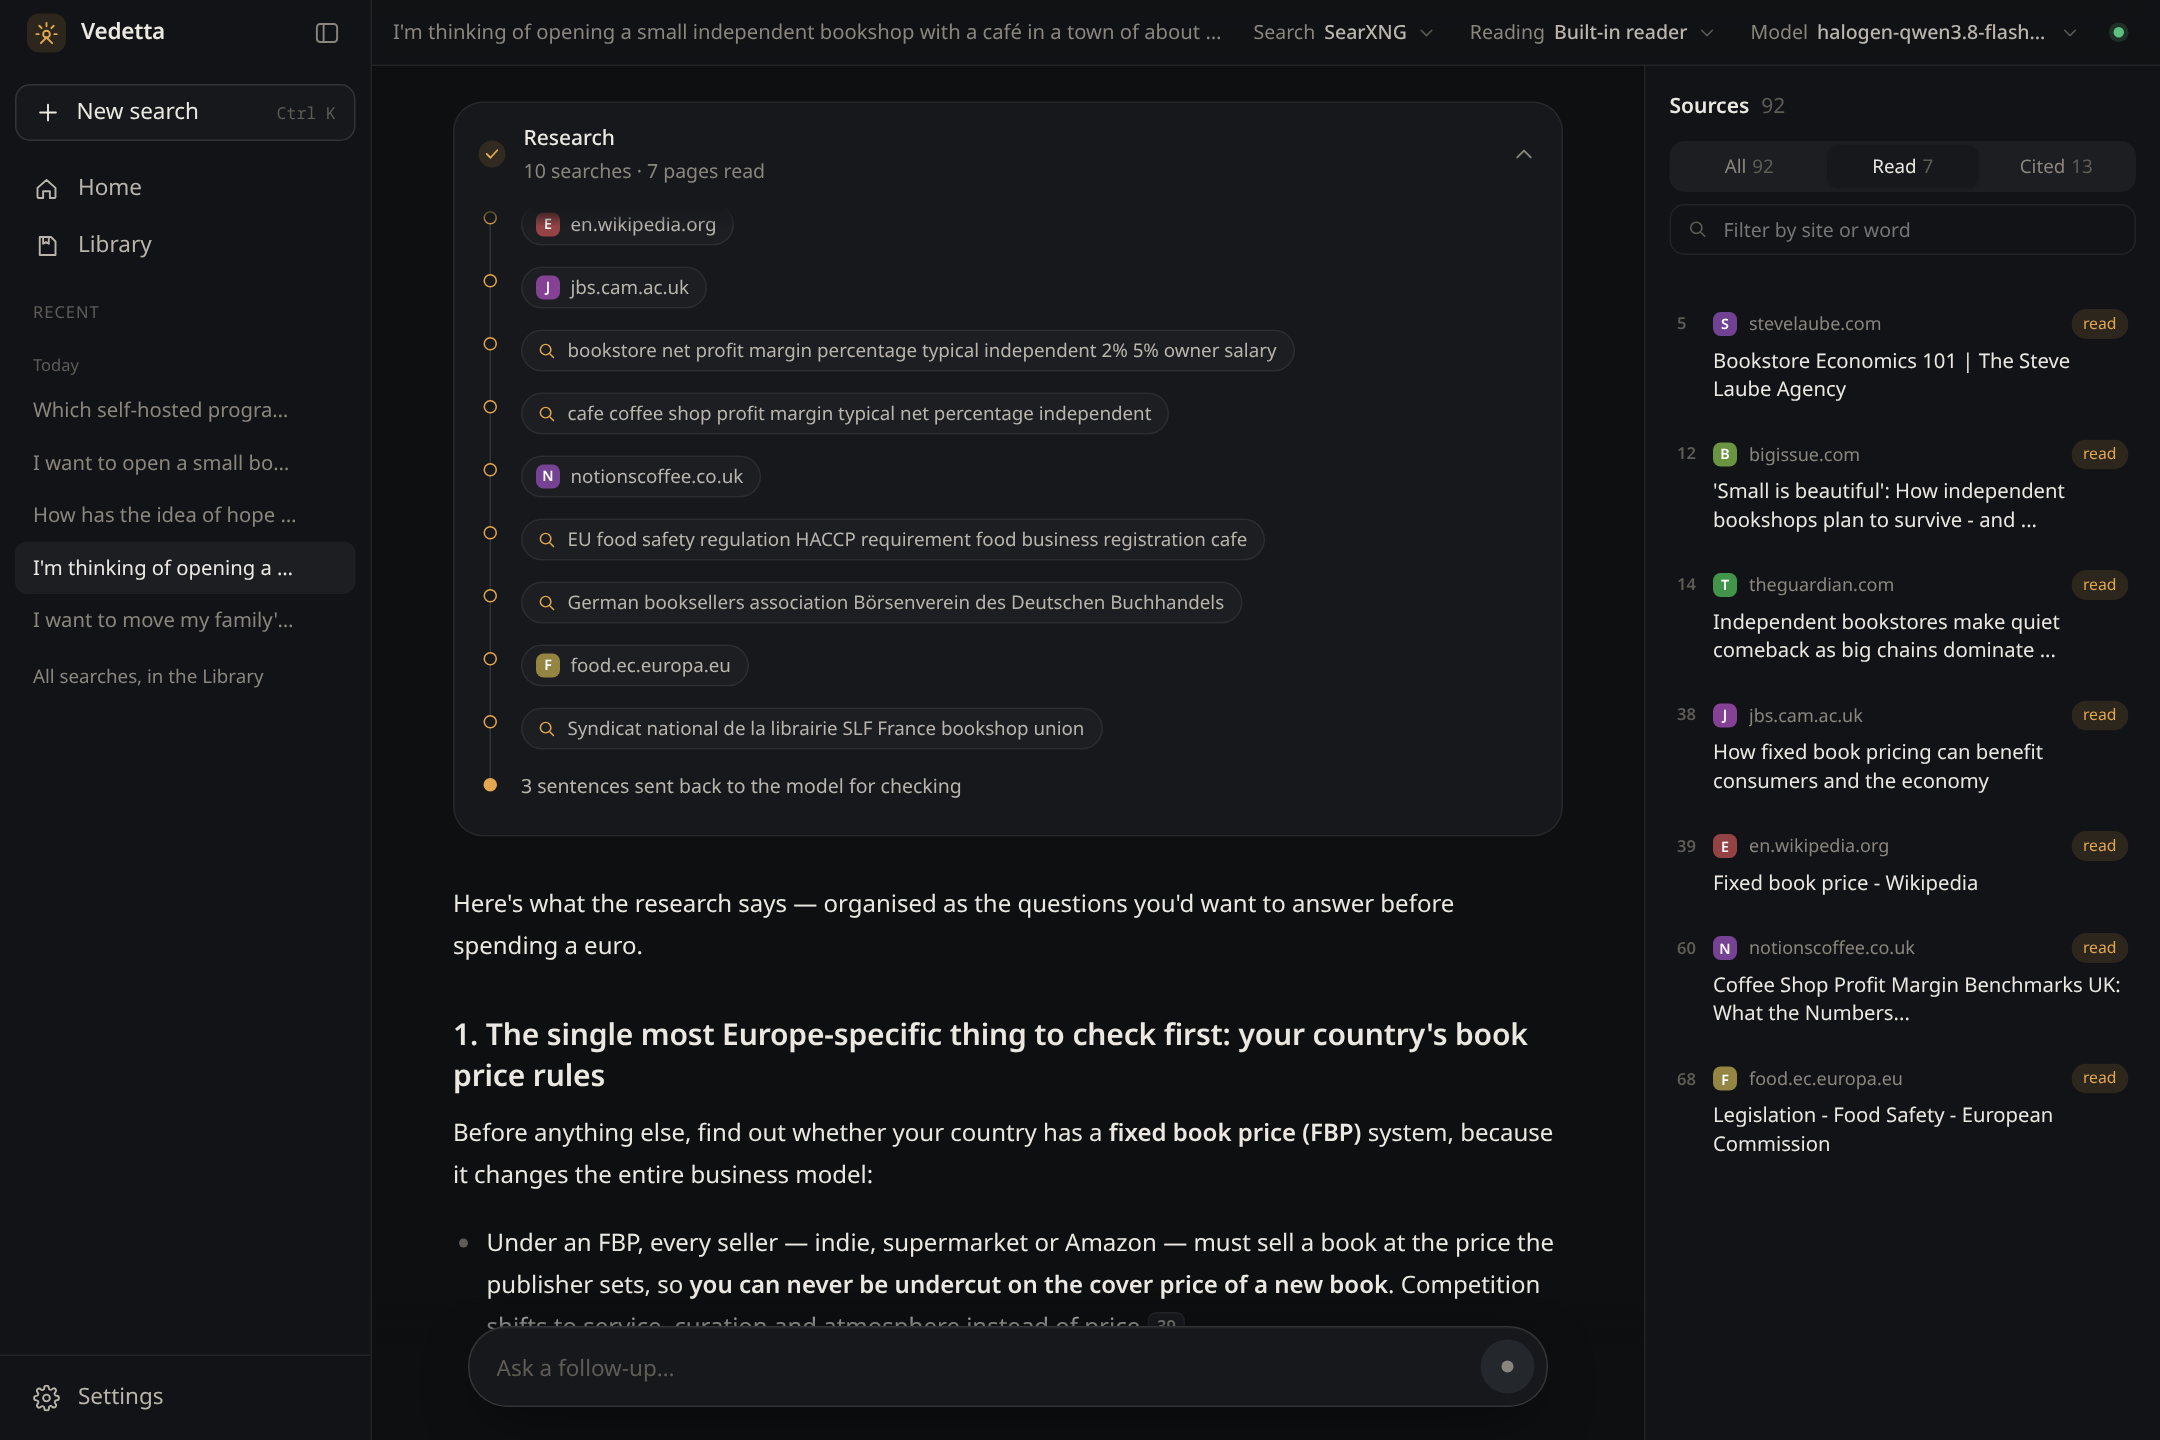 Vedetta
New search Ctrl K
Home
Library
RECENT
Today
Which self-hosted progra...
I want to open a small bo...
How has the idea of hope ...
I'm thinking of opening a ...
I want to move my family'...
All searches, in the Library
Settings
I'm thinking of opening a small independent bookshop with a café in a town of about ...
Search SearXNG
Reading Built-in reader
Model halogen-qwen3.8-flash...
Research
10 searches · 7 pages read
E en.wikipedia.org
J jbs.cam.ac.uk
bookstore net profit margin percentage typical independent 2% 5% owner salary
cafe coffee shop profit margin typical net percentage independent
N notionscoffee.co.uk
EU food safety regulation HACCP requirement food business registration cafe
German booksellers association Börsenverein des Deutschen Buchhandels
F food.ec.europa.eu
Syndicat national de la librairie SLF France bookshop union
3 sentences sent back to the model for checking
Here's what the research says — organised as the questions you'd want to answer before
spending a euro.
1. The single most Europe-specific thing to check first: your country's book
price rules
Before anything else, find out whether your country has a fixed book price (FBP) system, because
it changes the entire business model:
Under an FBP, every seller — indie, supermarket or Amazon — must sell a book at the price the
publisher sets, so you can never be undercut on the cover price of a new book. Competition
shifts to service, curation and atmosphere instead of price. 39
Ask a follow-up...
Sources 92
All 92
Read 7
Cited 13
Filter by site or word
5 S stevelaube.com read
Bookstore Economics 101 | The Steve
Laube Agency
12 B bigissue.com read
'Small is beautiful': How independent
bookshops plan to survive - and ...
14 T theguardian.com read
Independent bookstores make quiet
comeback as big chains dominate ...
38 J jbs.cam.ac.uk read
How fixed book pricing can benefit
consumers and the economy
39 E en.wikipedia.org read
Fixed book price - Wikipedia
60 N notionscoffee.co.uk read
Coffee Shop Profit Margin Benchmarks UK:
What the Numbers...
68 F food.ec.europa.eu read
Legislation - Food Safety - European
Commission